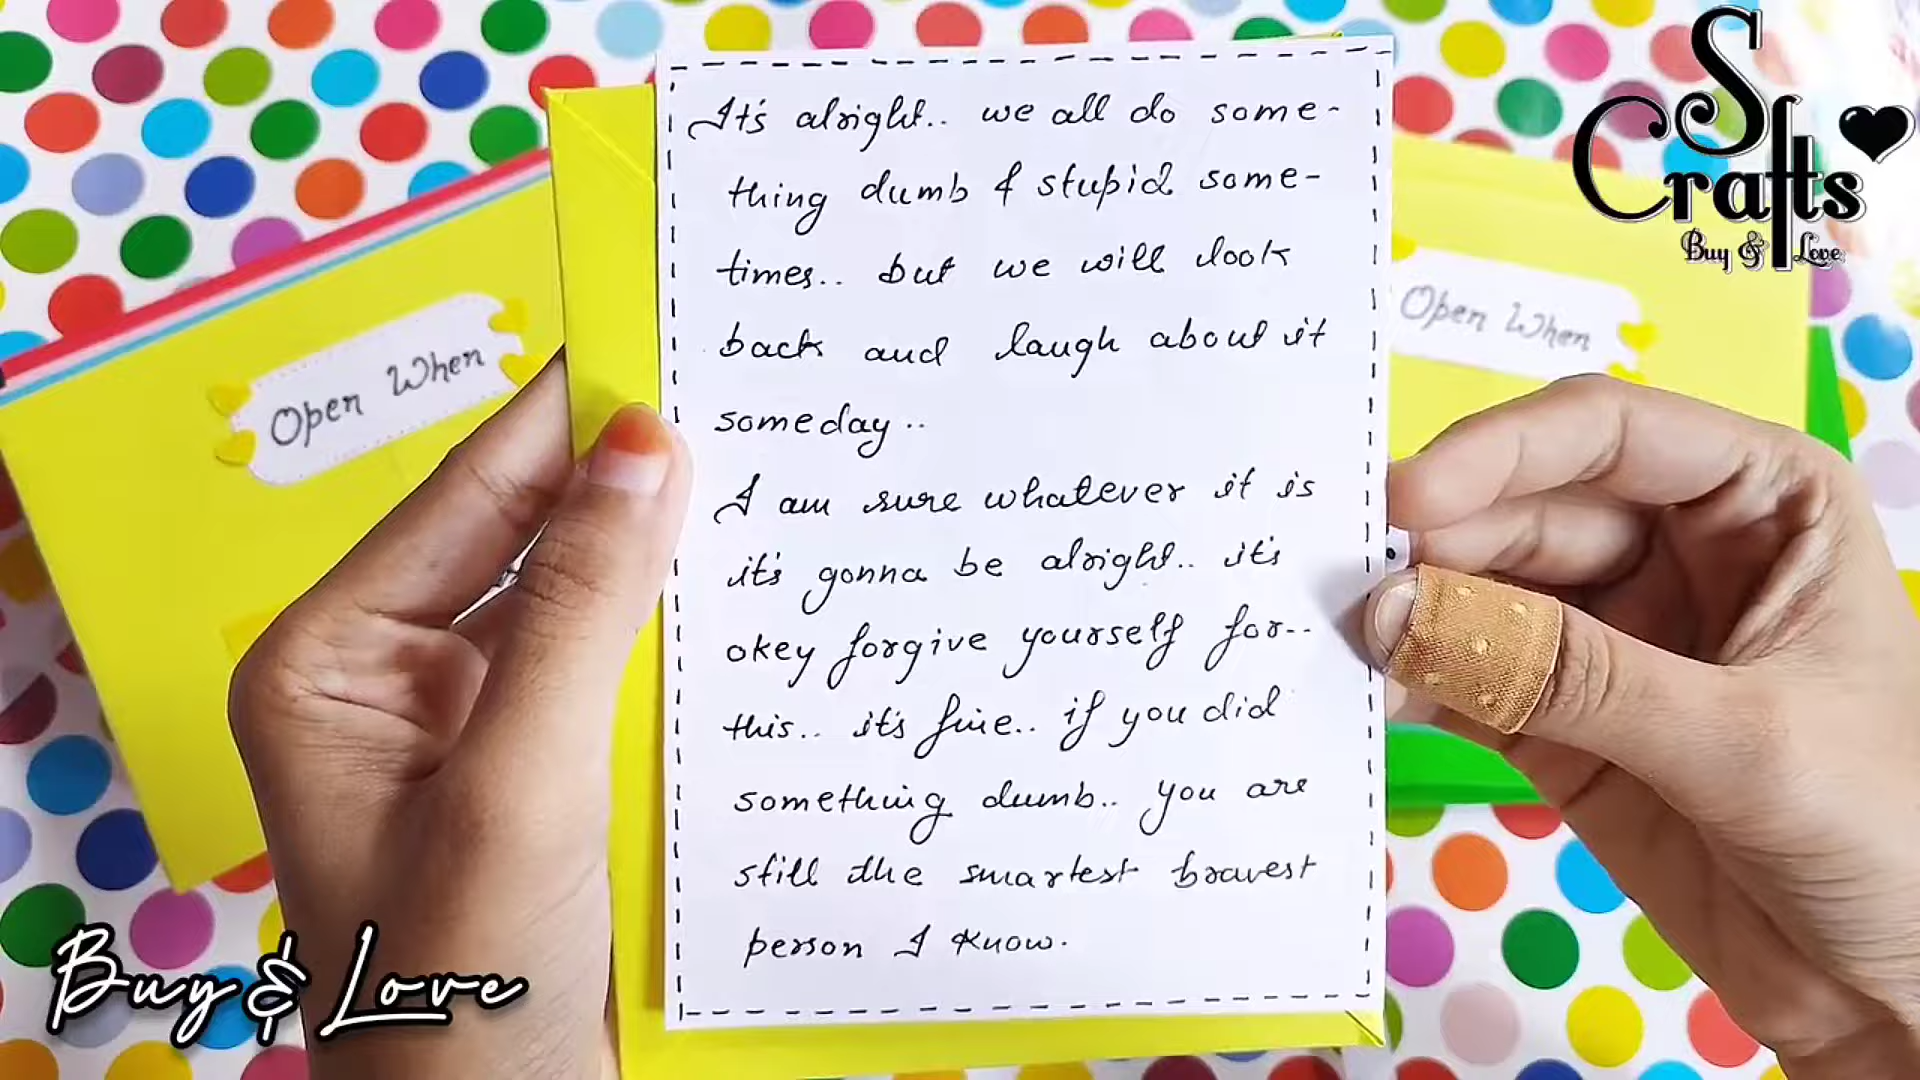 It's alright.. we all do some-
thing dumb & stupid some-
times.. but we will look
back and laugh about it
someday..
I am sure whatever it is
it's gonna be alright.. it's
okey forgive yourself for..
this.. it's fine.. if you did
something dumb.. you are
still the smartest bravest
person I know.
Open When
Open When
S Crafts
Buy & Love
Buy & Love